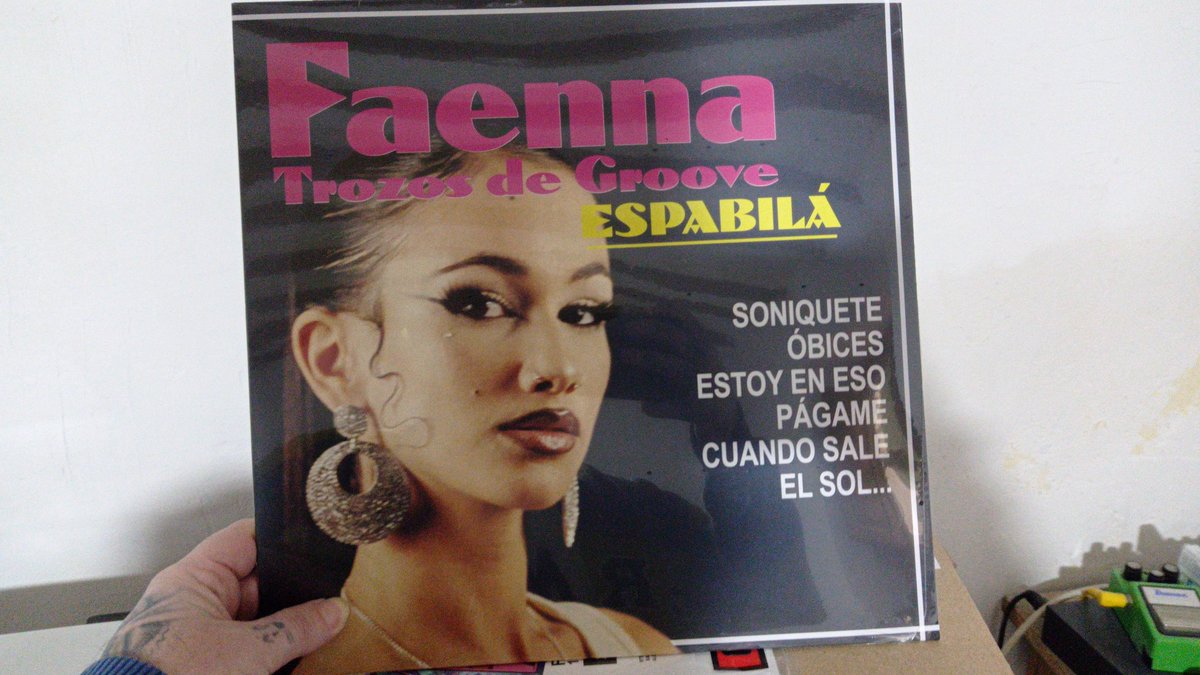 Faenna
Trozos de Groove
ESPABILÁ
SONIQUETE
ÓBICES
ESTOY EN ESO
PÁGAME
CUANDO SALE
EL SOL...